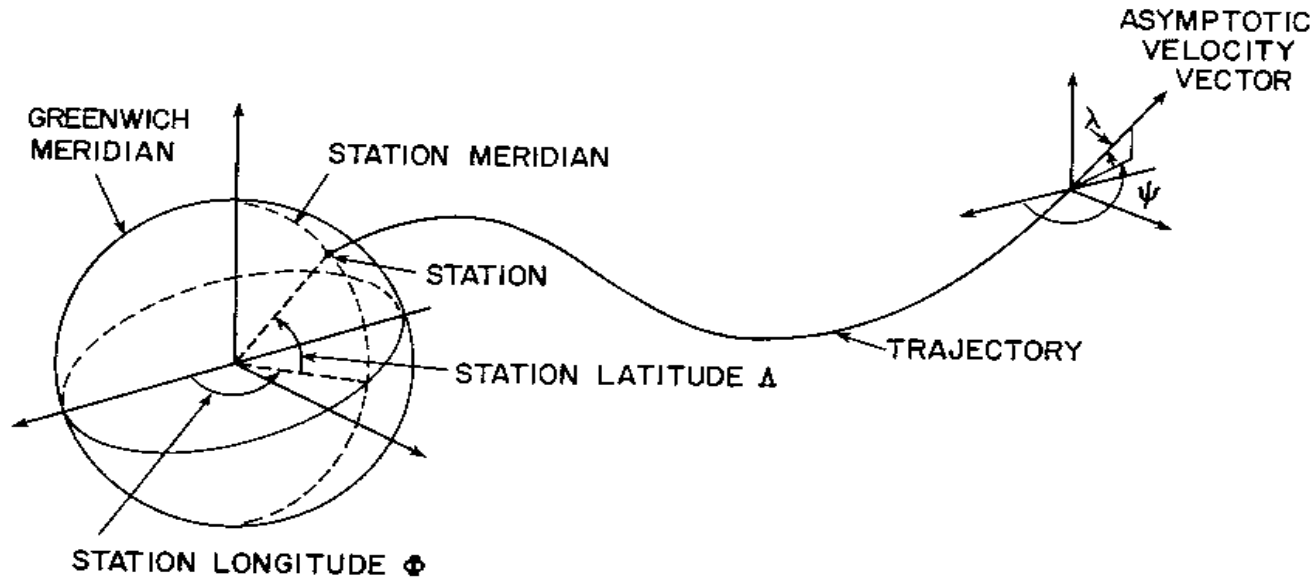 ASYMPTOTIC
VELOCITY
VECTOR
GREENWICH
MERIDIAN
STATION MERIDIAN
λ
ψ
STATION
TRAJECTORY
STATION LATITUDE Λ
STATION LONGITUDE Φ